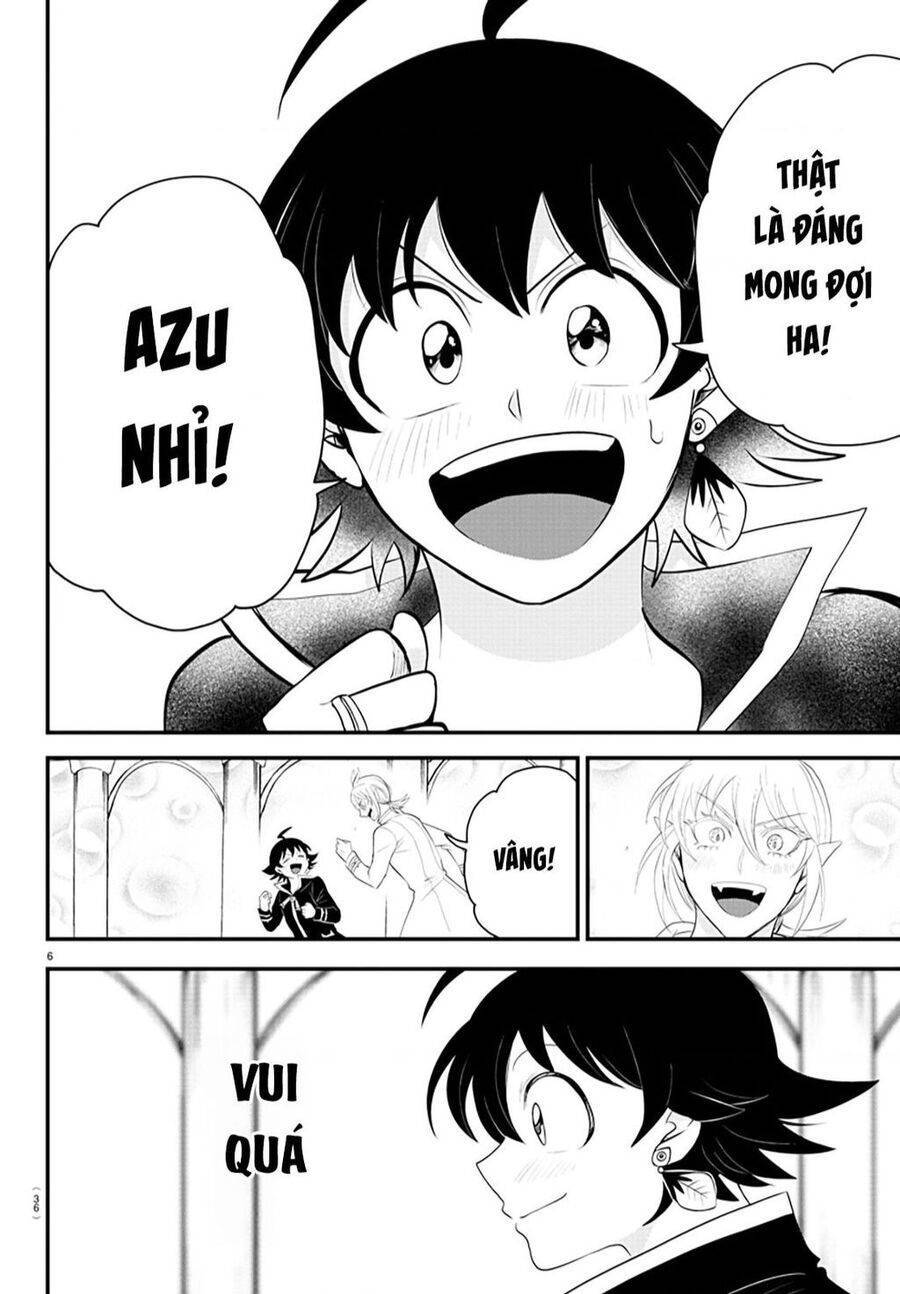 THẬT
LÀ ĐÁNG
MONG ĐỢI
HA!
AZU
NHỈ!
VÂNG!
6
VUI
QUÁ
(36)